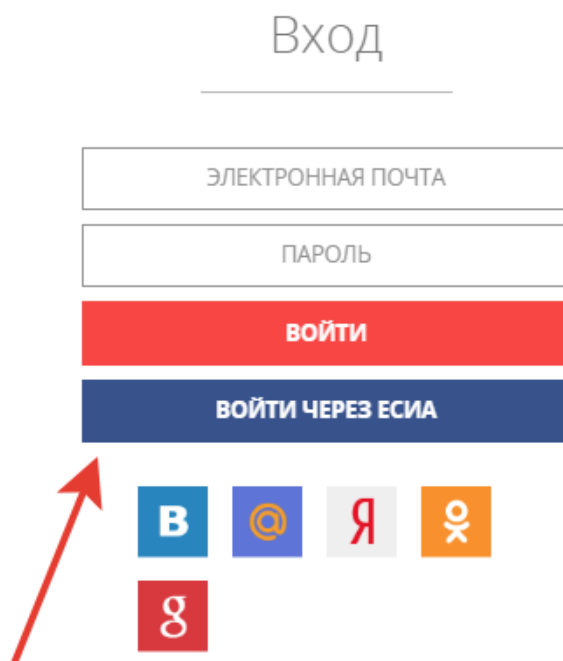 Вход
ЭЛЕКТРОННАЯ ПОЧТА
ПАРОЛЬ
ВОЙТИ
ВОЙТИ ЧЕРЕЗ ЕСИА
В @ Я
g